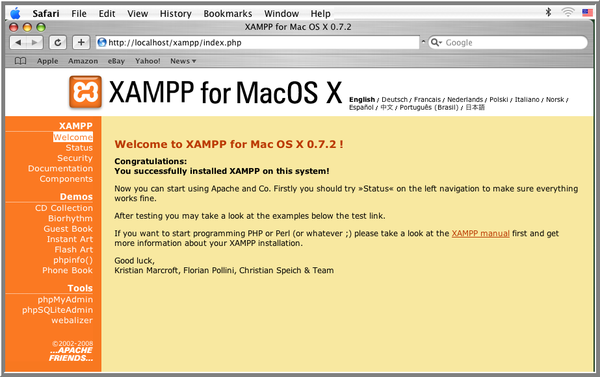 Safari File Edit View History Bookmarks Window Help
XAMPP for Mac OS X 0.7.2
http://localhost/xampp/index.php
Google
Apple Amazon eBay Yahoo! News
XAMPP for MacOS X
English / Deutsch / Francais / Nederlands / Polski / Italiano / Norsk /
Español / 中文 / Português (Brasil) / 日本語
XAMPP
Welcome
Status
Security
Documentation
Components
Demos
CD Collection
Biorhythm
Guest Book
Instant Art
Flash Art
phpinfo()
Phone Book
Tools
phpMyAdmin
phpSQLiteAdmin
webalizer
©2002-2008
...APACHE
FRIENDS...
Welcome to XAMPP for Mac OS X 0.7.2 !
Congratulations:
You successfully installed XAMPP on this system!
Now you can start using Apache and Co. Firstly you should try »Status« on the left navigation to make sure everything
works fine.
After testing you may take a look at the examples below the test link.
If you want to start programming PHP or Perl (or whatever ;) please take a look at the XAMPP manual first and get
more information about your XAMPP installation.
Good luck,
Kristian Marcroft, Florian Pollini, Christian Speich & Team